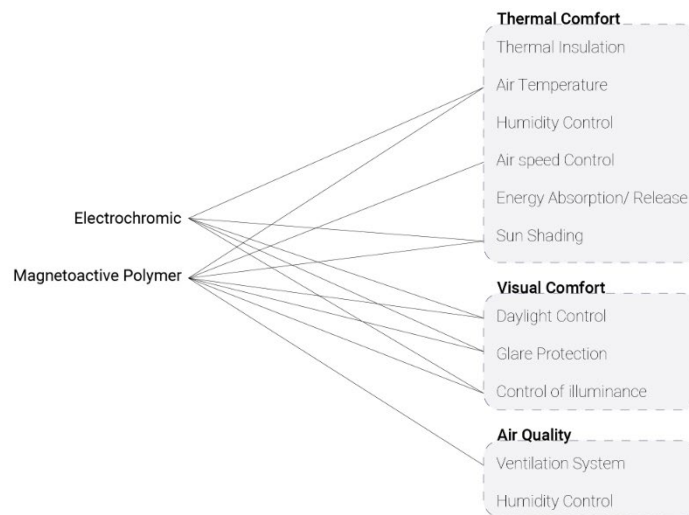 Thermal Comfort
Thermal Insulation
Air Temperature
Humidity Control
Air speed Control
Energy Absorption/ Release
Sun Shading
Electrochromic
Magnetoactive Polymer
Visual Comfort
Daylight Control
Glare Protection
Control of illuminance
Air Quality
Ventilation System
Humidity Control